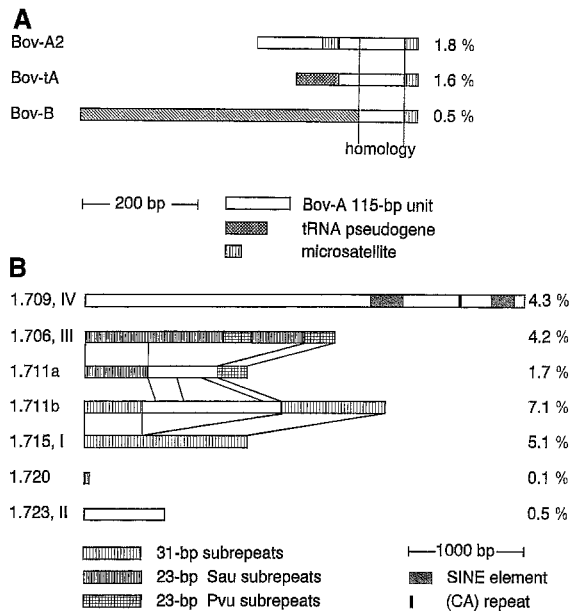 A
Bov-A2 1.8 %
Bov-tA 1.6 %
Bov-B 0.5 %
homology
200 bp
Bov-A 115-bp unit
tRNA pseudogene
microsatellite
B
1.709, IV 4.3 %
1.706, III 4.2 %
1.711a 1.7 %
1.711b 7.1 %
1.715, I 5.1 %
1.720 0.1 %
1.723, II 0.5 %
31-bp subrepeats
23-bp Sau subrepeats
23-bp Pvu subrepeats
1000 bp
SINE element
(CA) repeat